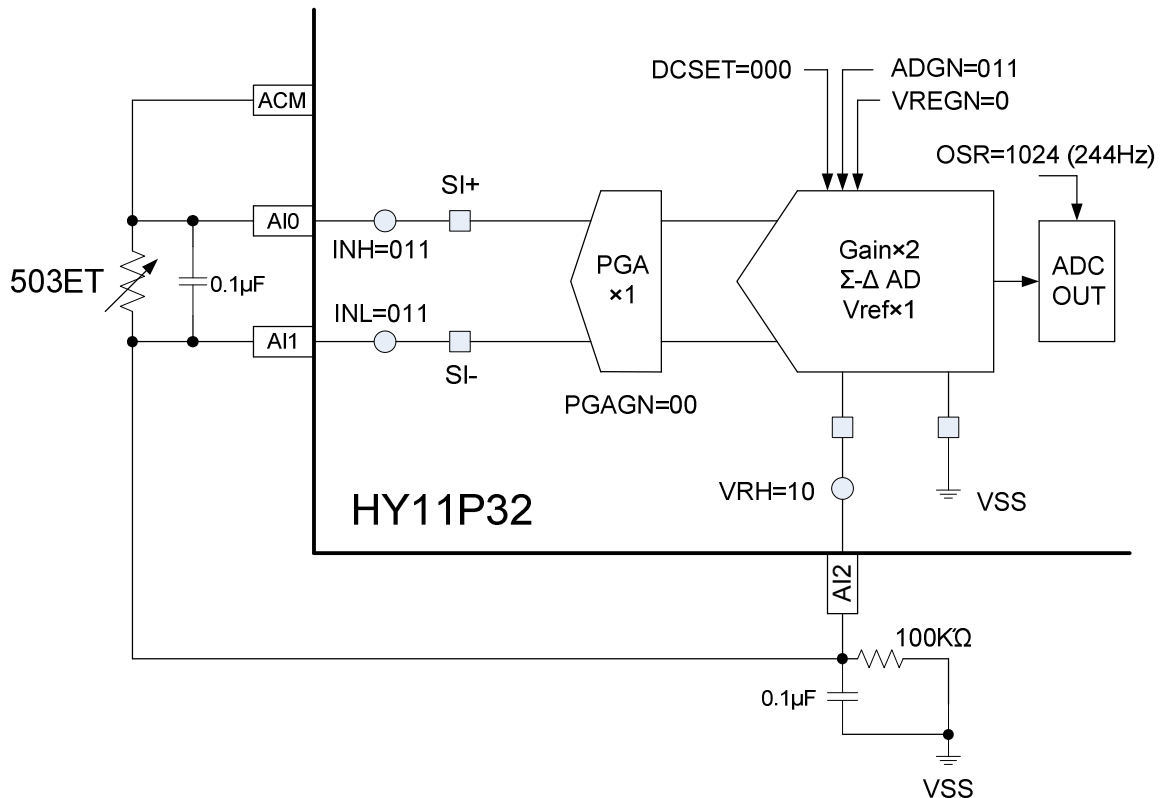 DCSET=000
ADGN=011
VREGN=0
ACM
OSR=1024 (244Hz)
SI+
AI0
INH=011
503ET
0.1μF
PGA
×1
Gain×2
Σ-Δ AD
Vref×1
ADC
OUT
INL=011
AI1
SI-
PGAGN=00
VRH=10
VSS
HY11P32
AI2
100KΩ
0.1μF
VSS